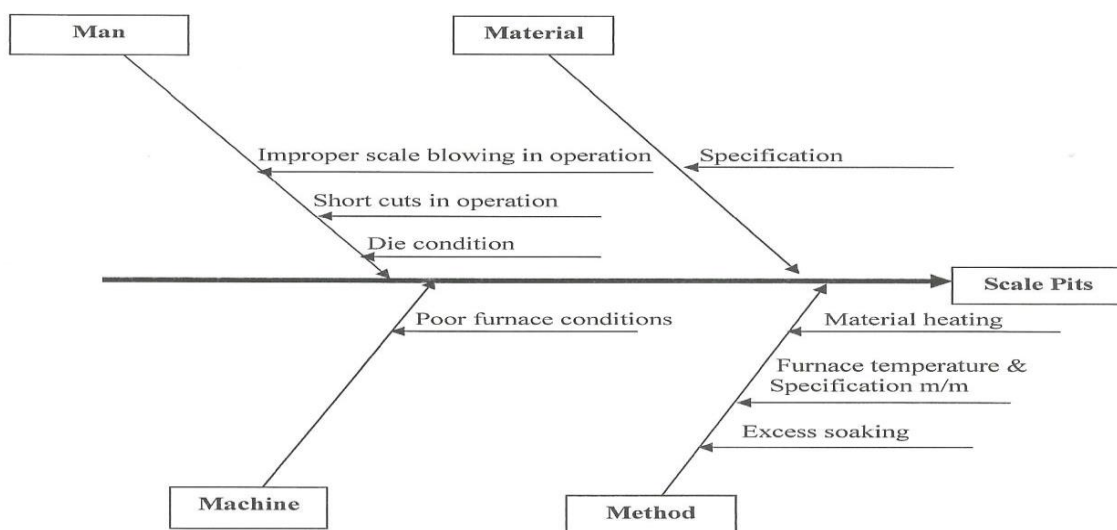 Man
Material
Improper scale blowing in operation
Specification
Short cuts in operation
Die condition
Scale Pits
Poor furnace conditions
Material heating
Furnace temperature &
Specification m/m
Excess soaking
Machine
Method